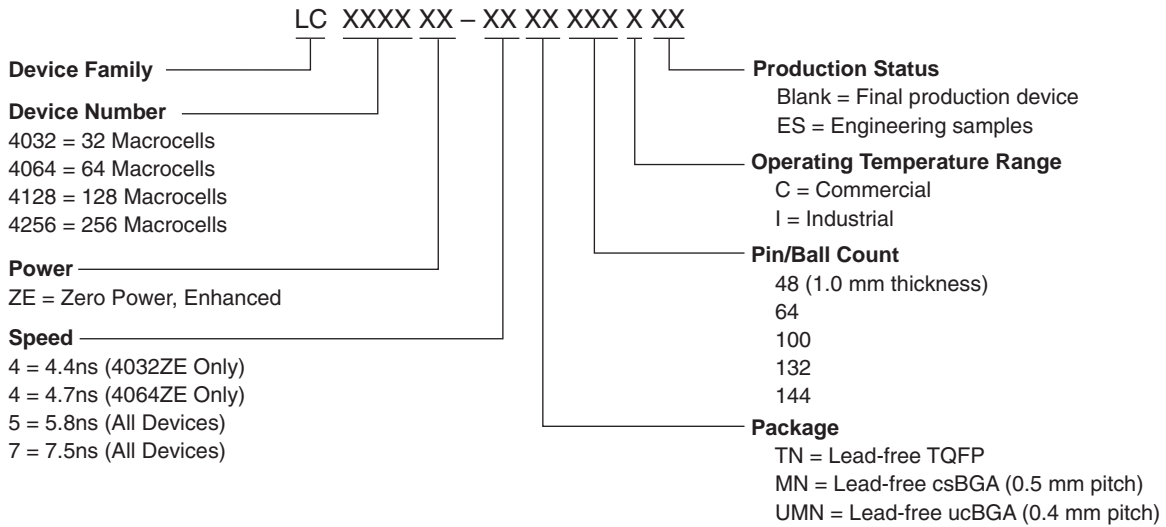 LC XXXX XX – XX XX XXX X XX
Device Family
Device Number
4032 = 32 Macrocells
4064 = 64 Macrocells
4128 = 128 Macrocells
4256 = 256 Macrocells
Power
ZE = Zero Power, Enhanced
Speed
4 = 4.4ns (4032ZE Only)
4 = 4.7ns (4064ZE Only)
5 = 5.8ns (All Devices)
7 = 7.5ns (All Devices)
Production Status
Blank = Final production device
ES = Engineering samples
Operating Temperature Range
C = Commercial
I = Industrial
Pin/Ball Count
48 (1.0 mm thickness)
64
100
132
144
Package
TN = Lead-free TQFP
MN = Lead-free csBGA (0.5 mm pitch)
UMN = Lead-free ucBGA (0.4 mm pitch)